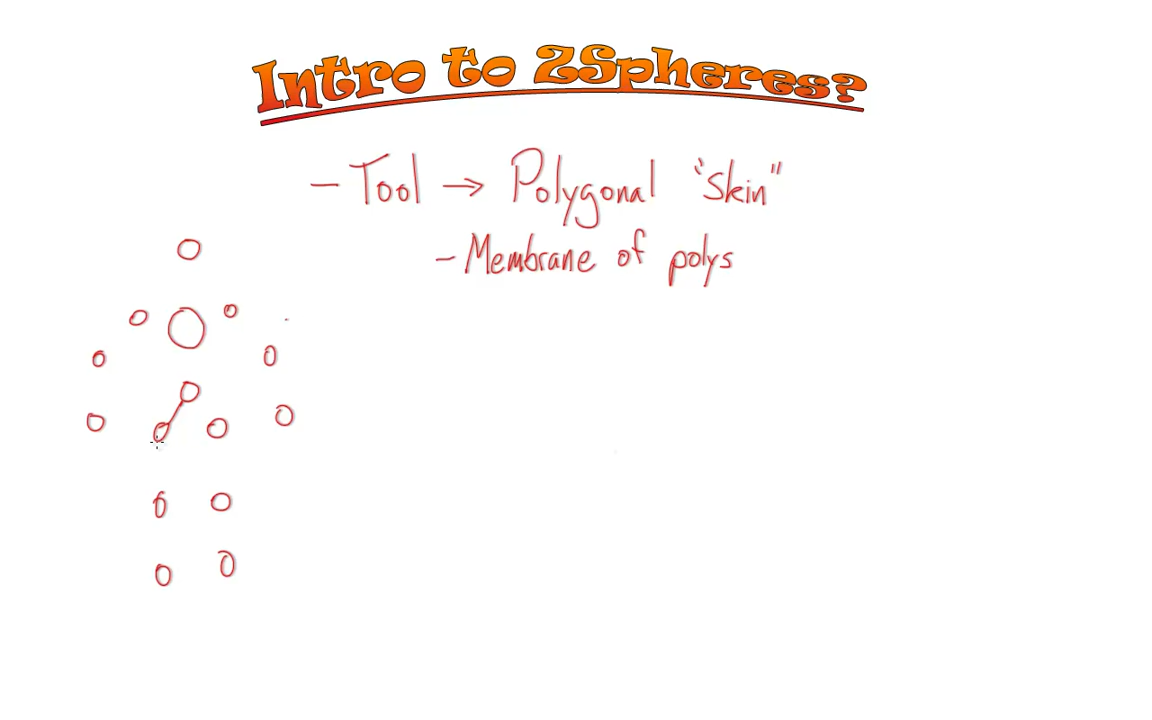 Intro to ZSpheres?
- Tool → Polygonal "Skin"
- Membrane of polys